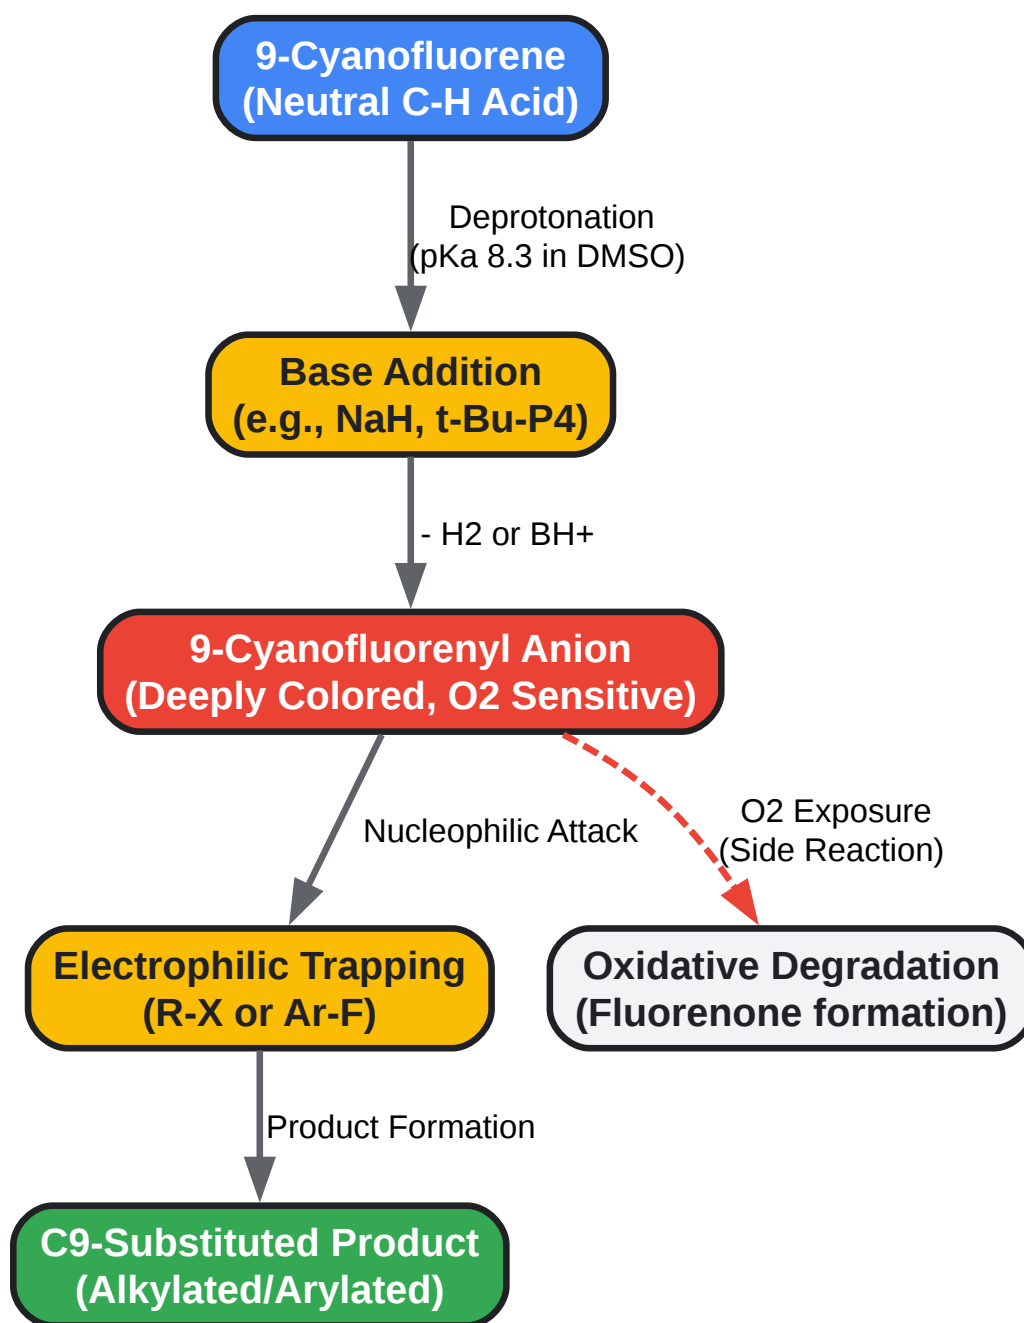 9-Cyanofluorene
(Neutral C-H Acid)
Deprotonation
(pKa 8.3 in DMSO)
Base Addition
(e.g., NaH, t-Bu-P4)
- H2 or BH+
9-Cyanofluorenyl Anion
(Deeply Colored, O2 Sensitive)
Nucleophilic Attack
O2 Exposure
(Side Reaction)
Electrophilic Trapping
(R-X or Ar-F)
Oxidative Degradation
(Fluorenone formation)
Product Formation
C9-Substituted Product
(Alkylated/Arylated)